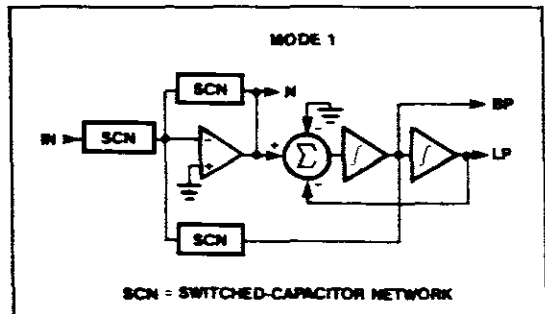 MODE 1
SCN
N
IN
SCN
BP
Σ
∫
∫
LP
SCN
SCN = SWITCHED-CAPACITOR NETWORK